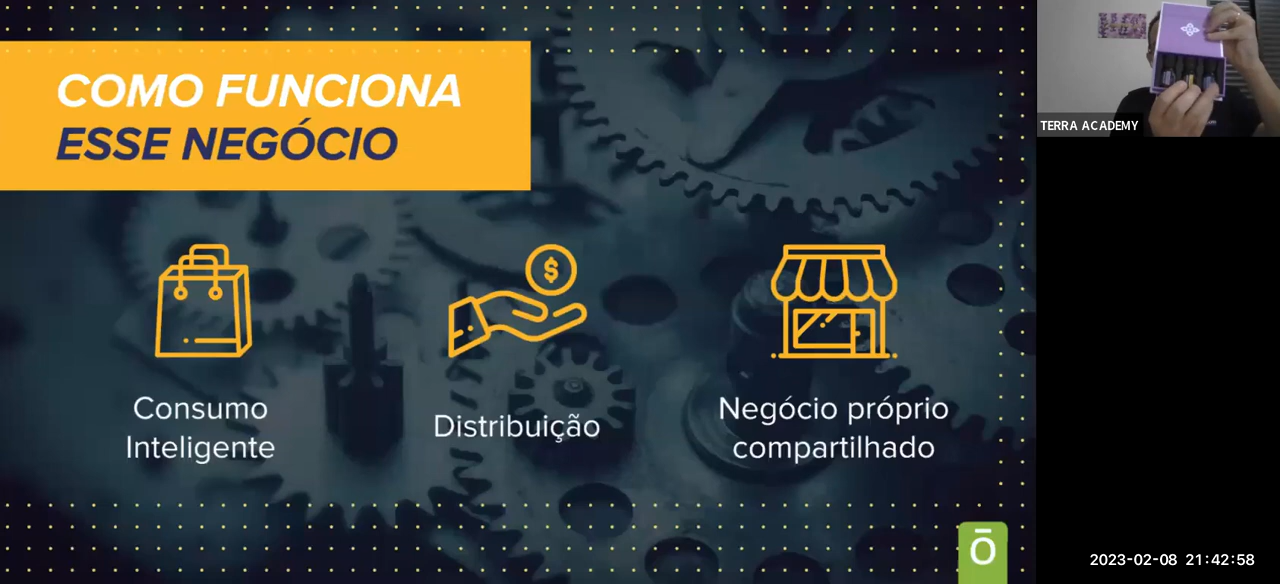 COMO FUNCIONA
ESSE NEGÓCIO
$
Consumo
Inteligente
Distribuição
Negócio próprio
compartilhado
Ō
TERRA ACADEMY
2023-02-08 21:42:58